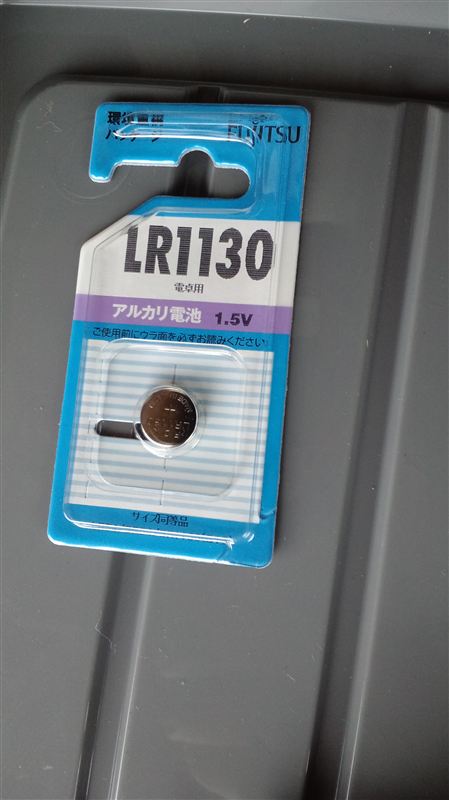 環境重視
パッケージ
FUJITSU
LR1130
電卓用
アルカリ電池 1.5V
ご使用前にウラ面を必ずお読みください
+
サイズ同等品